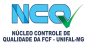 NCQ
NÚCLEO CONTROLE DE
QUALIDADE DA FCF - UNIFAL-MG